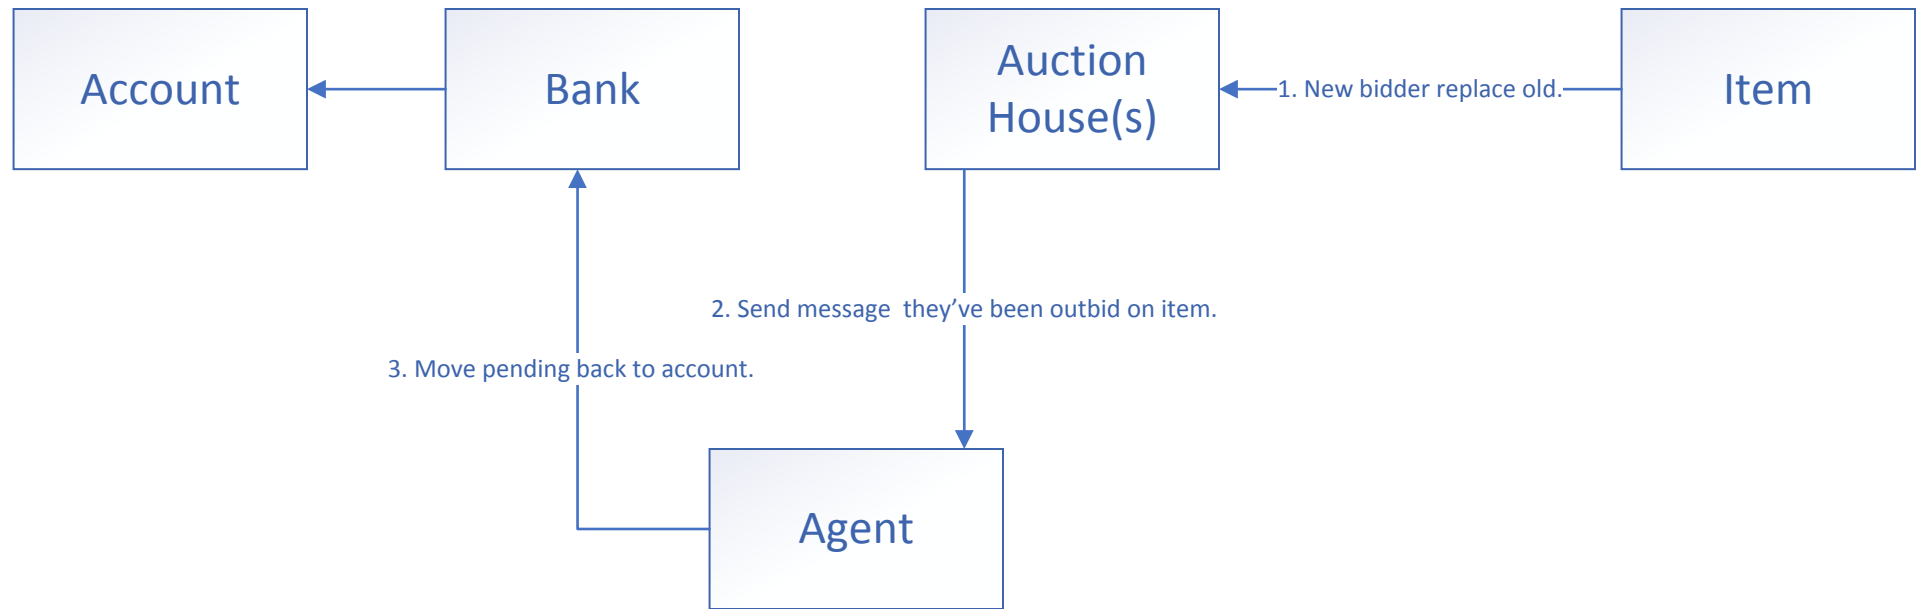 Account
Bank
Auction
House(s)
1. New bidder replace old.
Item
2. Send message  they’ve been outbid on item.
3. Move pending back to account.
Agent